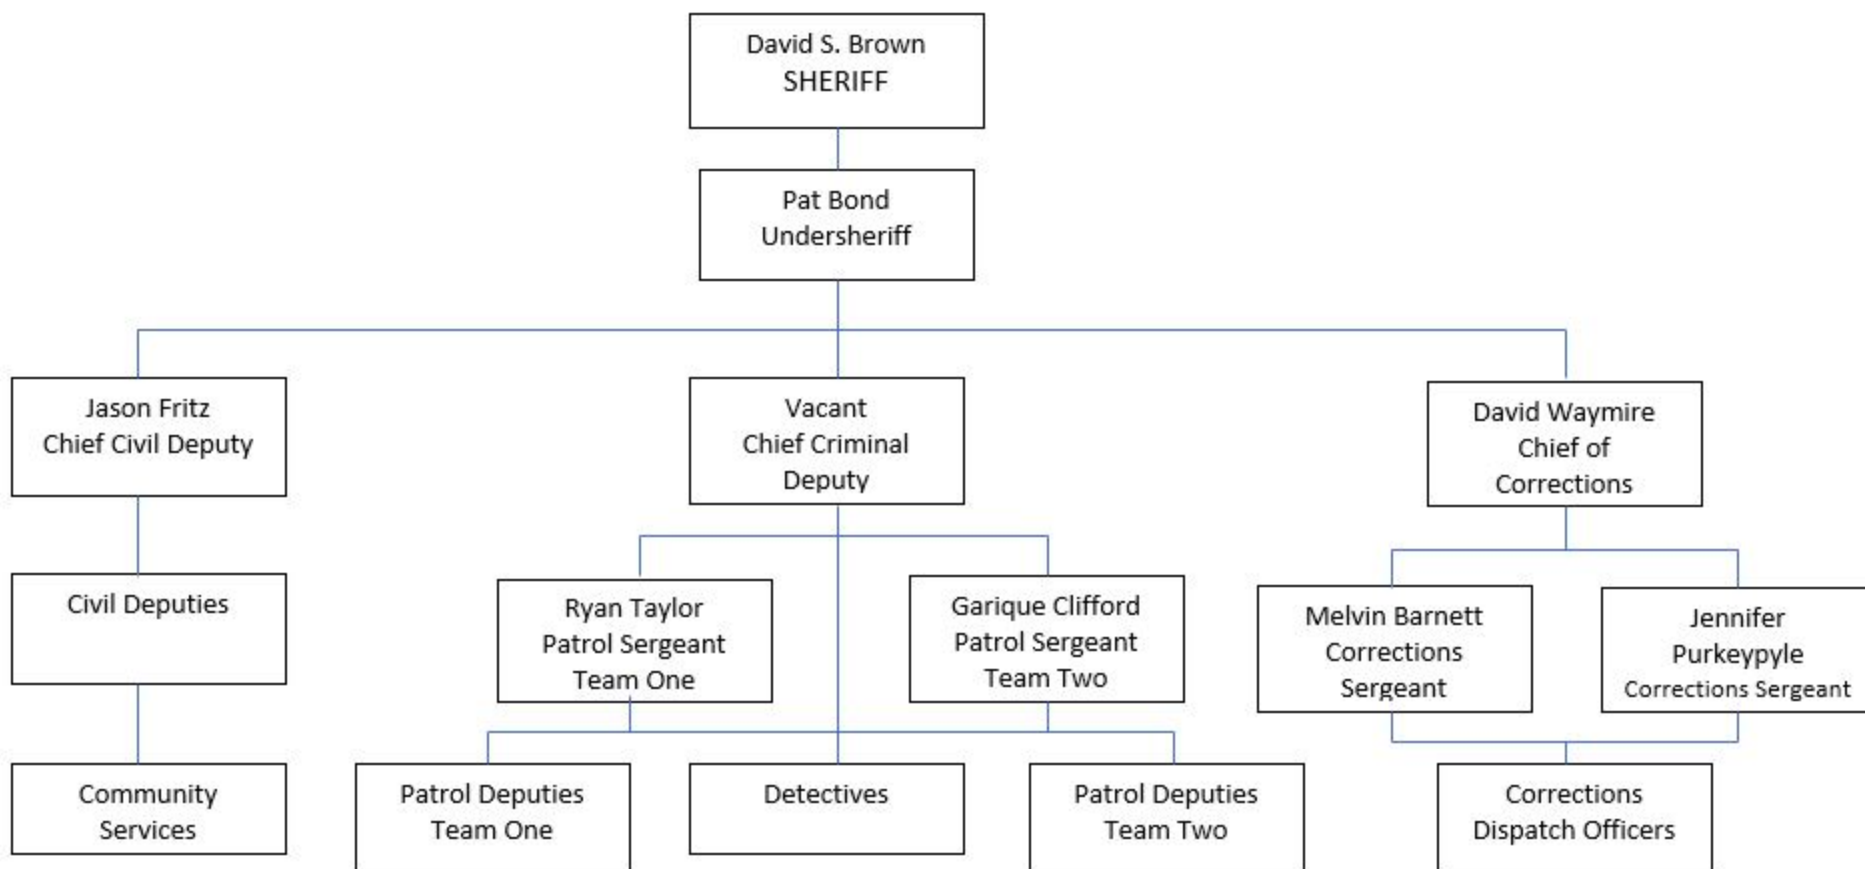 David S. Brown
SHERIFF
Pat Bond
Undersheriff
Jason Fritz
Chief Civil Deputy
Vacant
Chief Criminal
Deputy
David Waymire
Chief of
Corrections
Civil Deputies
Ryan Taylor
Patrol Sergeant
Team One
Garique Clifford
Patrol Sergeant
Team Two
Melvin Barnett
Corrections
Sergeant
Jennifer
Purkeypyle
Corrections Sergeant
Community
Services
Patrol Deputies
Team One
Detectives
Patrol Deputies
Team Two
Corrections
Dispatch Officers